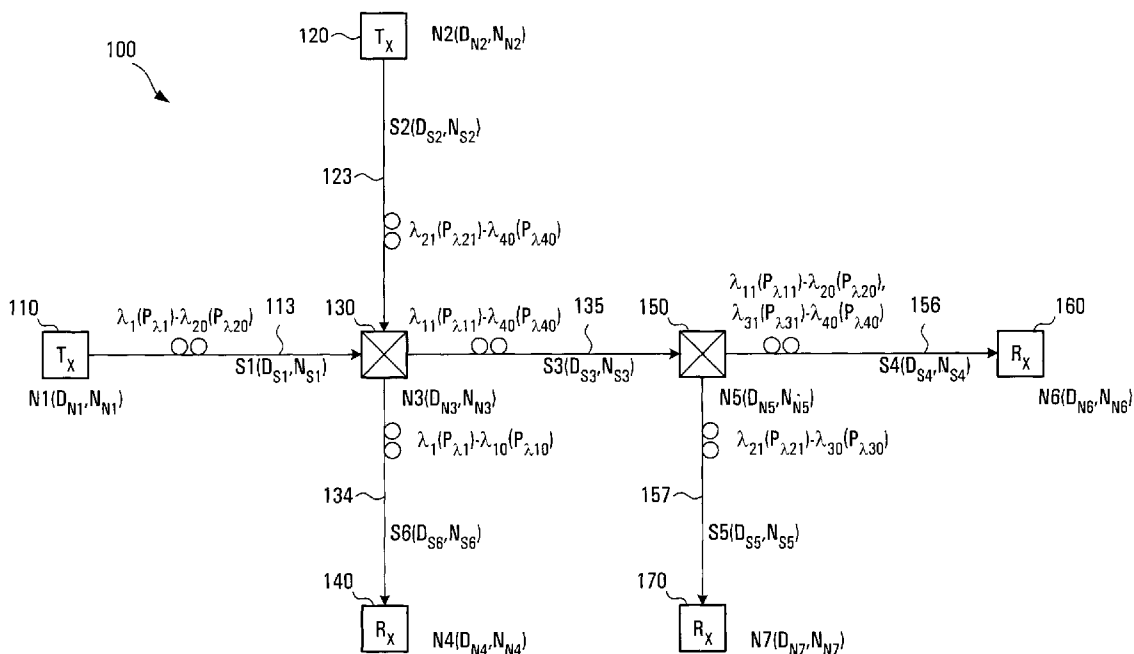 120
T_X
N2(D_N2,N_N2)
100
S2(D_S2,N_S2)
123
λ_21(P_λ21)-λ_40(P_λ40)
λ_11(P_λ11)-λ_20(P_λ20),
λ_31(P_λ31)-λ_40(P_λ40)
110
λ_1(P_λ1)-λ_20(P_λ20)
113
130
λ_11(P_λ11)-λ_40(P_λ40)
135
150
156
160
T_X
S1(D_S1,N_S1)
S3(D_S3,N_S3)
S4(D_S4,N_S4)
R_X
N1(D_N1,N_N1)
N3(D_N3,N_N3)
N5(D_N5,N_N5)
N6(D_N6,N_N6)
λ_1(P_λ1)-λ_10(P_λ10)
λ_21(P_λ21)-λ_30(P_λ30)
134
157
S6(D_S6,N_S6)
S5(D_S5,N_S5)
140
170
R_X
N4(D_N4,N_N4)
R_X
N7(D_N7,N_N7)